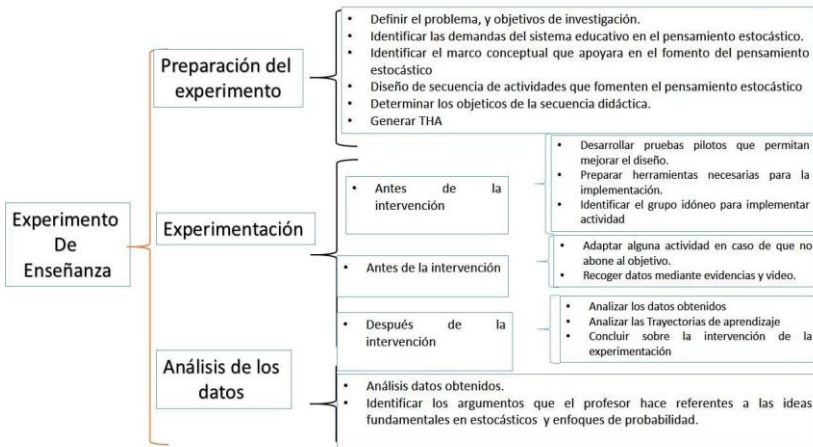 Experimento
De
Enseñanza
Preparación del
experimento
• Definir el problema, y objetivos de investigación.
• Identificar las demandas del sistema educativo en el pensamiento estocástico.
• Identificar el marco conceptual que apoyara en el fomento del pensamiento
estocástico
• Diseño de secuencia de actividades que fomenten el pensamiento estocástico
• Determinar los objeticos de la secuencia didáctica.
• Generar THA
Experimentación
• Antes de la
intervención
• Desarrollar pruebas pilotos que permitan
mejorar el diseño.
• Preparar herramientas necesarias para la
implementación.
• Identificar el grupo idóneo para implementar
actividad
• Antes de la intervención
• Adaptar alguna actividad en caso de que no
abone al objetivo.
• Recoger datos mediante evidencias y video.
• Después de la
intervención
• Analizar los datos obtenidos
• Analizar las Trayectorias de aprendizaje
• Concluir sobre la intervención de la
experimentación
Análisis de los
datos
• Análisis datos obtenidos.
• Identificar los argumentos que el profesor hace referentes a las ideas
fundamentales en estocásticos y enfoques de probabilidad.